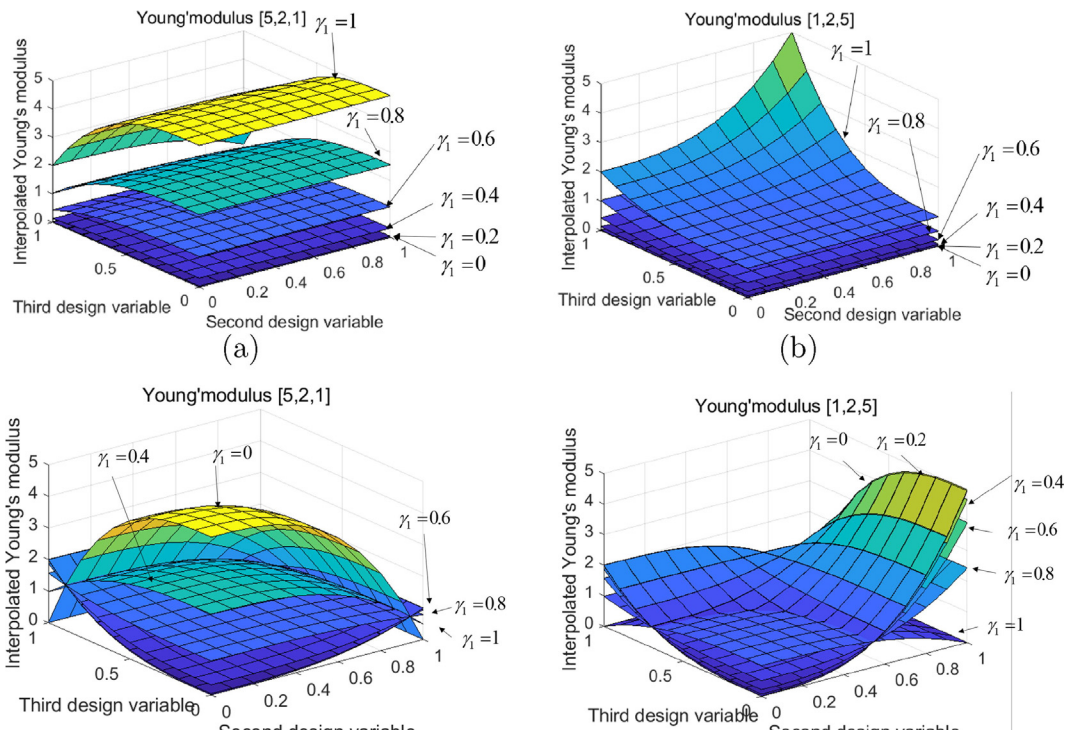 Young'modulus [5,2,1]
γ₁=1
γ₁=0.8
γ₁=0.6
γ₁=0.4
γ₁=0.2
γ₁=0
Interpolated Young's modulus
5
4
3
2
1
0
1
0.5
0
0
0.2
0.4
0.6
0.8
1
Third design variable
Second design variable
(a)
Young'modulus [1,2,5]
γ₁=1
γ₁=0.8
γ₁=0.6
γ₁=0.4
γ₁=0.2
γ₁=0
Interpolated Young's modulus
5
4
3
2
1
0
1
0.5
0
0
0.2
0.4
0.6
0.8
1
Third design variable
Second design variable
(b)
Young'modulus [5,2,1]
γ₁=0.4
γ₁=0
γ₁=0.6
γ₁=0.8
γ₁=1
Interpolated Young's modulus
5
4
3
2
1
0
1
0.5
0
0
0.2
0.4
0.6
0.8
1
Third design variable
Second design variable
Young'modulus [1,2,5]
γ₁=0
γ₁=0.2
γ₁=0.4
γ₁=0.6
γ₁=0.8
γ₁=1
Interpolated Young's modulus
5
4
3
2
1
0
1
0.5
0
0
0.2
0.4
0.6
0.8
1
Third design variable
Second design variable